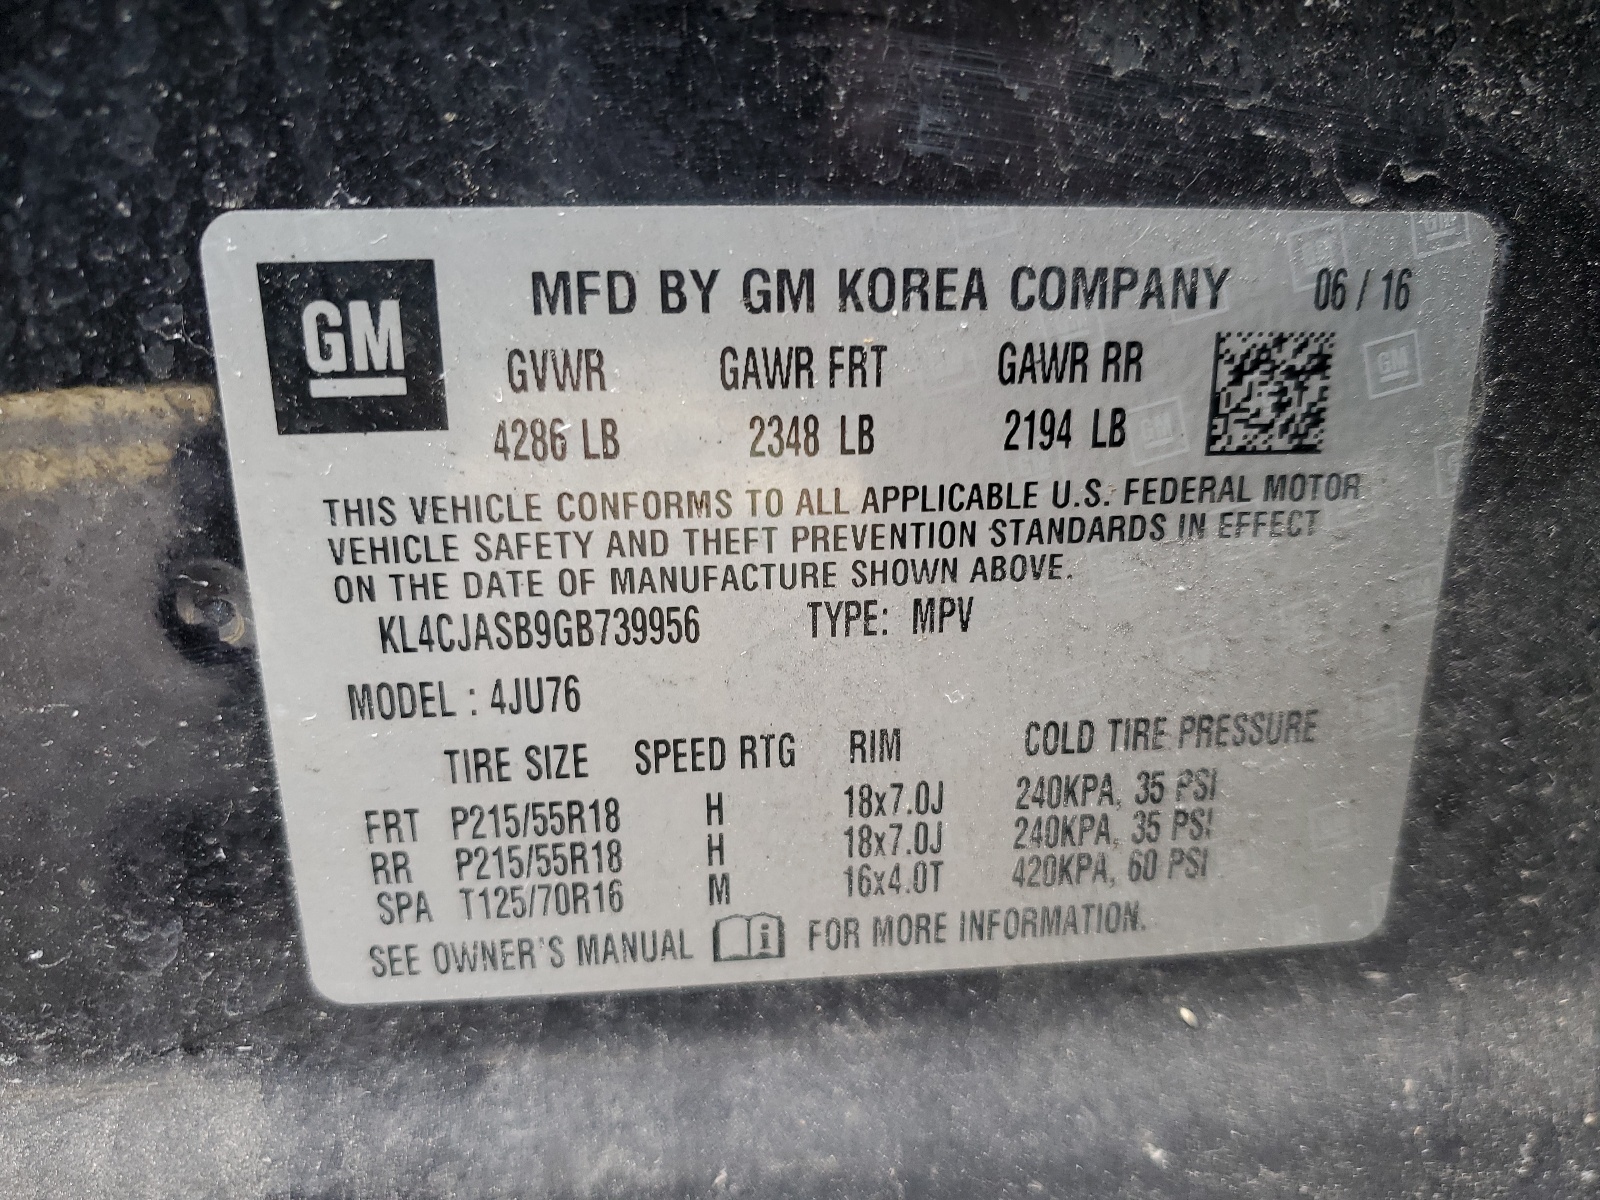 GM
MFD BY GM KOREA COMPANY 06 / 16
GVWR GAWR FRT GAWR RR
4286 LB 2348 LB 2194 LB
THIS VEHICLE CONFORMS TO ALL APPLICABLE U.S. FEDERAL MOTOR
VEHICLE SAFETY AND THEFT PREVENTION STANDARDS IN EFFECT
ON THE DATE OF MANUFACTURE SHOWN ABOVE.
KL4CJASB9GB739956 TYPE: MPV
MODEL : 4JU76
TIRE SIZE SPEED RTG RIM COLD TIRE PRESSURE
FRT P215/55R18 H 18x7.0J 240KPA, 35 PSI
RR P215/55R18 H 18x7.0J 240KPA, 35 PSI
SPA T125/70R16 M 16x4.0T 420KPA, 60 PSI
SEE OWNER'S MANUAL FOR MORE INFORMATION.